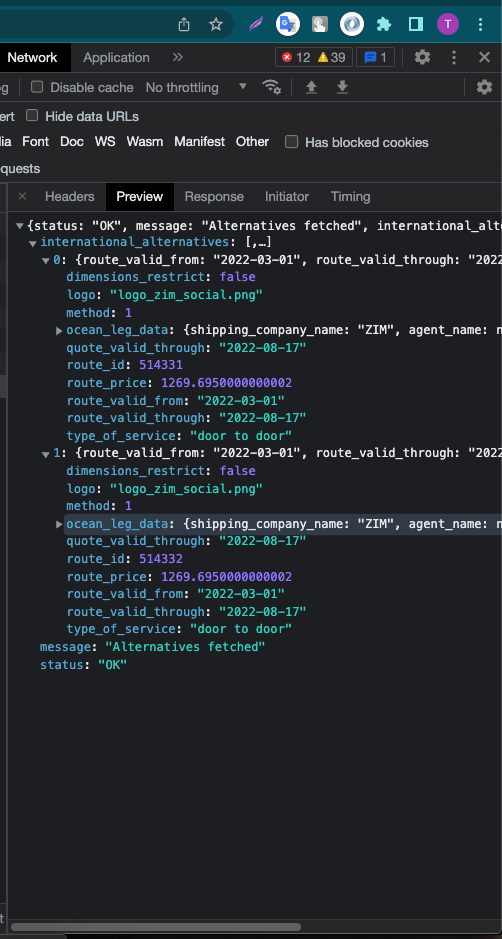 T
Network Application
12 39 1
Disable cache No throttling
Hide data URLs
Font Doc WS Wasm Manifest Other Has blocked cookies
quests
Headers Preview Response Initiator Timing
{status: "OK", message: "Alternatives fetched", international_alt
international_alternatives: [,…]
0: {route_valid_from: "2022-03-01", route_valid_through: "2022
dimensions_restrict: false
logo: "logo_zim_social.png"
method: 1
ocean_leg_data: {shipping_company_name: "ZIM", agent_name: n
quote_valid_through: "2022-08-17"
route_id: 514331
route_price: 1269.6950000000002
route_valid_from: "2022-03-01"
route_valid_through: "2022-08-17"
type_of_service: "door to door"
1: {route_valid_from: "2022-03-01", route_valid_through: "2022
dimensions_restrict: false
logo: "logo_zim_social.png"
method: 1
ocean_leg_data: {shipping_company_name: "ZIM", agent_name: n
quote_valid_through: "2022-08-17"
route_id: 514332
route_price: 1269.6950000000002
route_valid_from: "2022-03-01"
route_valid_through: "2022-08-17"
type_of_service: "door to door"
message: "Alternatives fetched"
status: "OK"